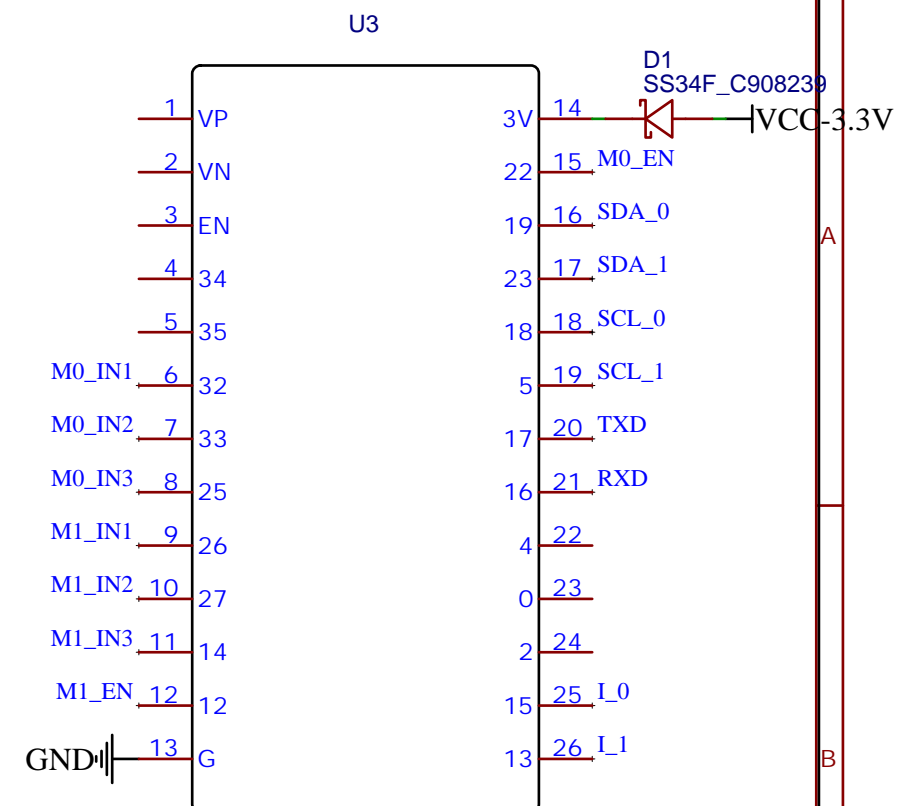 U3
D1
SS34F_C908239
1 VP 3V 14 VCC-3.3V
2 VN 22 15 M0_EN
3 EN 19 16 SDA_0
A
4 34 23 17 SDA_1
5 35 18 18 SCL_0
M0_IN1 6 32 5 19 SCL_1
M0_IN2 7 33 17 20 TXD
M0_IN3 8 25 16 21 RXD
M1_IN1 9 26 4 22
M1_IN2 10 27 0 23
M1_IN3 11 14 2 24
M1_EN 12 12 15 25 I_0
GND 13 G 13 26 I_1
B